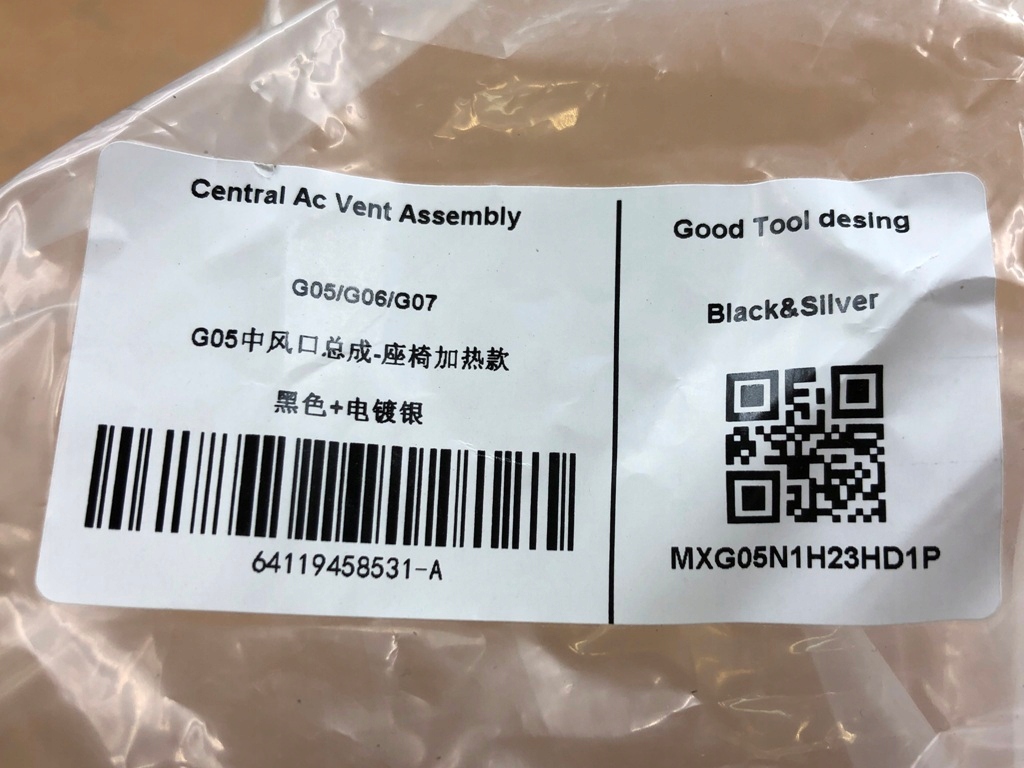 Central Ac Vent Assembly
G05/G06/G07
G05中风口总成-座椅加热款
黑色+电镀银
64119458531-A
Good Tool desing
Black&Silver
MXG05N1H23HD1P